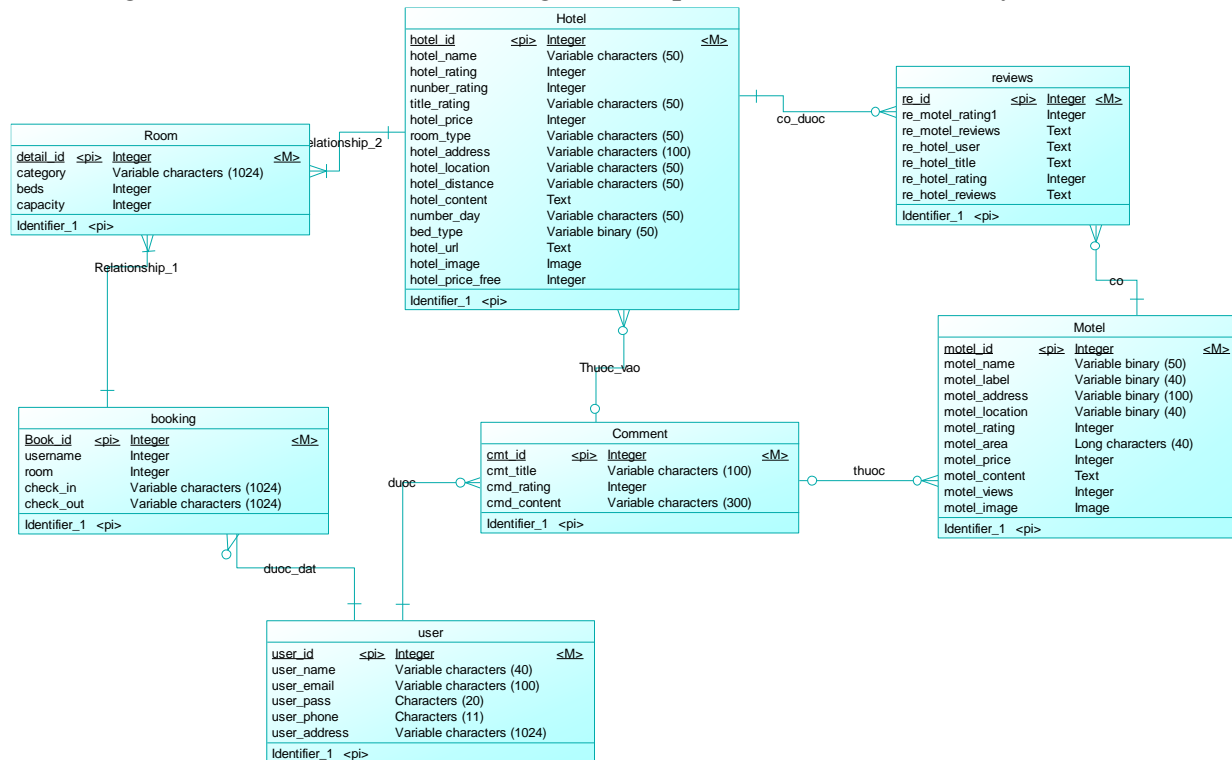 Hotel
hotel_id <pi> Integer <M>
hotel_name Variable characters (50)
hotel_rating Integer
nunber_rating Integer
title_rating Variable characters (50)
hotel_price Integer
room_type Variable characters (50)
hotel_address Variable characters (100)
hotel_location Variable characters (50)
hotel_distance Variable characters (50)
hotel_content Text
number_day Variable characters (50)
bed_type Variable binary (50)
hotel_url Text
hotel_image Image
hotel_price_free Integer
Identifier_1 <pi>
co_duoc
reviews
re_id <pi> Integer <M>
re_motel_rating1 Integer
re_motel_reviews Text
re_hotel_user Text
re_hotel_title Text
re_hotel_rating Integer
re_hotel_reviews Text
Identifier_1 <pi>
elationship_2
Room
detail_id <pi> Integer <M>
category Variable characters (1024)
beds Integer
capacity Integer
Identifier_1 <pi>
Relationship_1
co
Thuoc_vao
Motel
motel_id <pi> Integer <M>
motel_name Variable binary (50)
motel_label Variable binary (40)
motel_address Variable binary (100)
motel_location Variable binary (40)
motel_rating Integer
motel_area Long characters (40)
motel_price Integer
motel_content Text
motel_views Integer
motel_image Image
Identifier_1 <pi>
booking
Book_id <pi> Integer <M>
username Integer
room Integer
check_in Variable characters (1024)
check_out Variable characters (1024)
Identifier_1 <pi>
Comment
cmt_id <pi> Integer <M>
cmt_title Variable characters (100)
cmd_rating Integer
cmd_content Variable characters (300)
Identifier_1 <pi>
thuoc
duoc
duoc_dat
user
user_id <pi> Integer <M>
user_name Variable characters (40)
user_email Variable characters (100)
user_pass Characters (20)
user_phone Characters (11)
user_address Variable characters (1024)
Identifier_1 <pi>